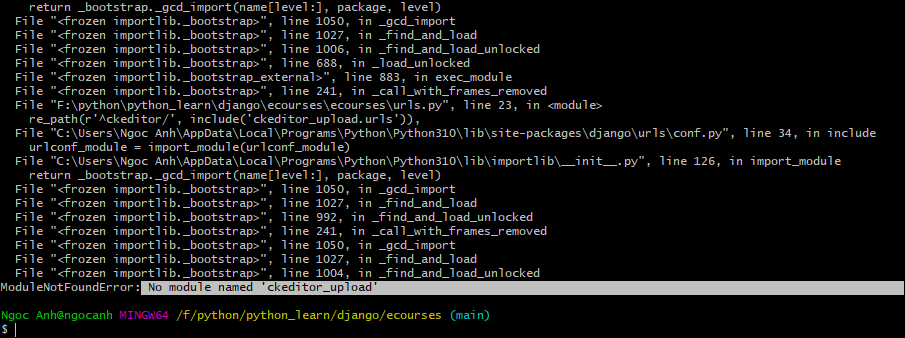 return _bootstrap._gcd_import(name[level:], package, level)
  File "<frozen importlib._bootstrap>", line 1050, in _gcd_import
  File "<frozen importlib._bootstrap>", line 1027, in _find_and_load
  File "<frozen importlib._bootstrap>", line 1006, in _find_and_load_unlocked
  File "<frozen importlib._bootstrap>", line 688, in _load_unlocked
  File "<frozen importlib._bootstrap_external>", line 883, in exec_module
  File "<frozen importlib._bootstrap>", line 241, in _call_with_frames_removed
  File "F:\python\python_learn\django\ecourses\ecourses\urls.py", line 23, in <module>
    re_path(r'^ckeditor/', include('ckeditor_upload.urls')),
  File "C:\Users\Ngoc Anh\AppData\Local\Programs\Python\Python310\lib\site-packages\django\urls\conf.py", line 34, in include
    urlconf_module = import_module(urlconf_module)
  File "C:\Users\Ngoc Anh\AppData\Local\Programs\Python\Python310\lib\importlib\__init__.py", line 126, in import_module
    return _bootstrap._gcd_import(name[level:], package, level)
  File "<frozen importlib._bootstrap>", line 1050, in _gcd_import
  File "<frozen importlib._bootstrap>", line 1027, in _find_and_load
  File "<frozen importlib._bootstrap>", line 992, in _find_and_load_unlocked
  File "<frozen importlib._bootstrap>", line 241, in _call_with_frames_removed
  File "<frozen importlib._bootstrap>", line 1050, in _gcd_import
  File "<frozen importlib._bootstrap>", line 1027, in _find_and_load
  File "<frozen importlib._bootstrap>", line 1004, in _find_and_load_unlocked
ModuleNotFoundError: No module named 'ckeditor_upload'
Ngoc Anh@ngocanh MINGW64 /f/python/python_learn/django/ecourses (main)
$